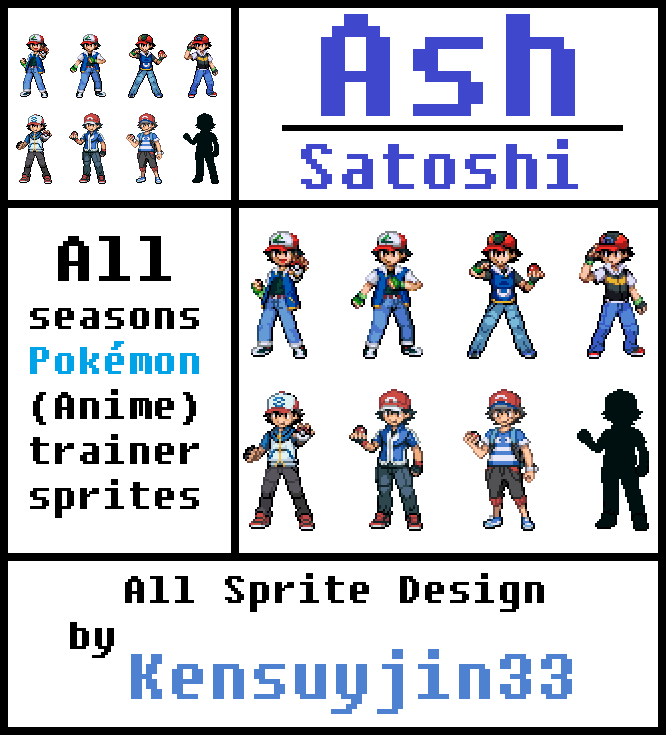 Ash
Satoshi
All
seasons
Pokémon
(Anime)
trainer
sprites
All Sprite Design
by
Kensuyjin33